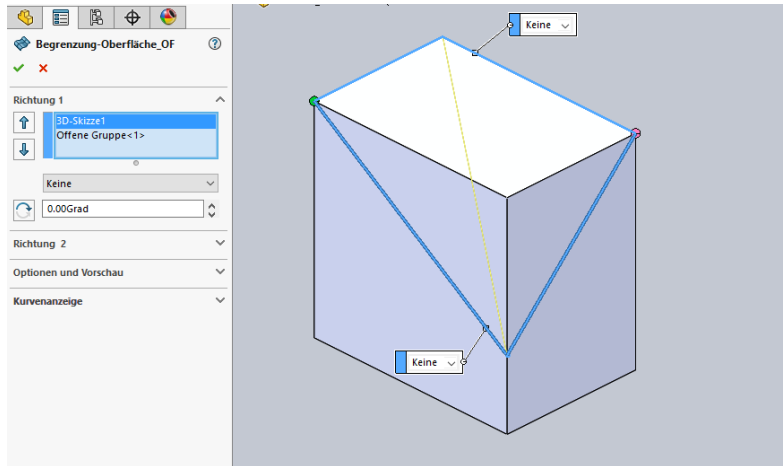 Begrenzung-Oberfläche_OF
Richtung 1
3D-Skizze1
Offene Gruppe<1>
Keine
0.00Grad
Richtung 2
Optionen und Vorschau
Kurvenanzeige
Keine
Keine